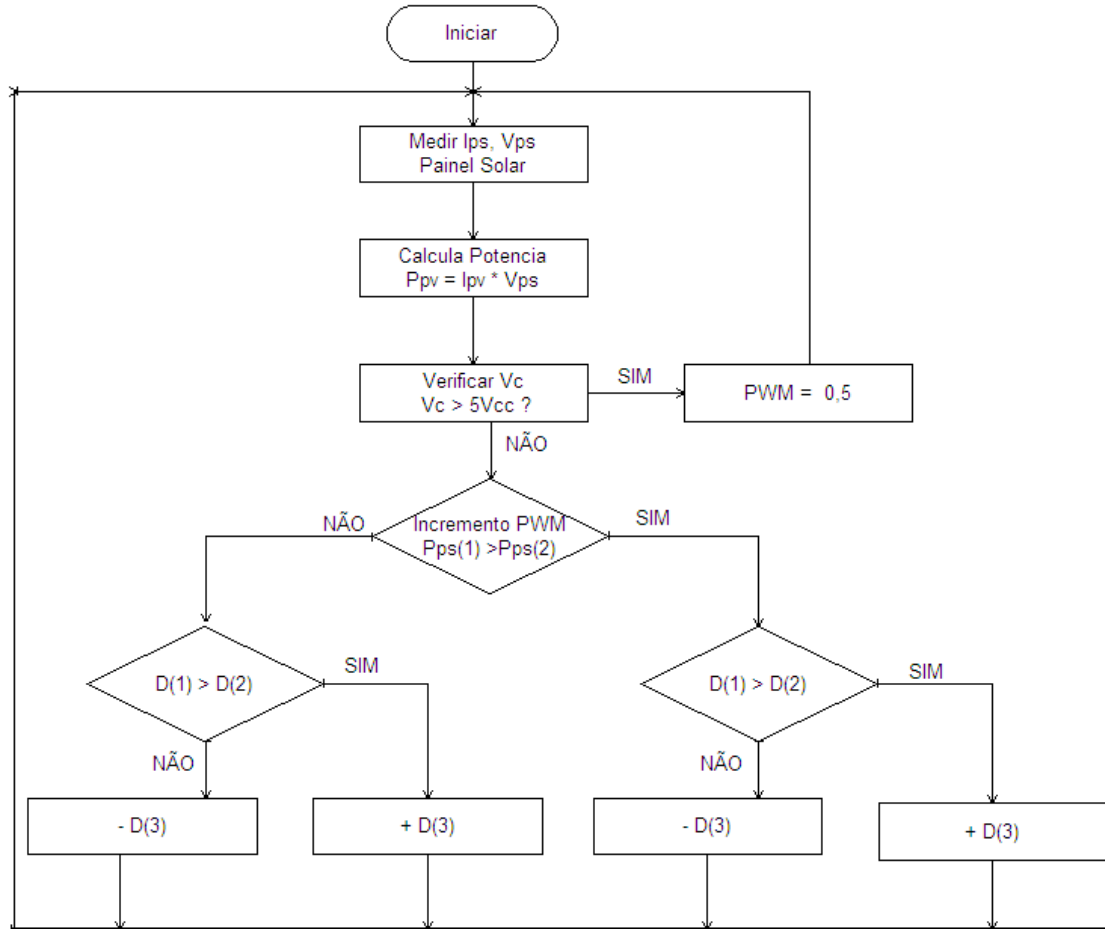 Iniciar
Medir Ips, Vps
Painel Solar
Calcula Potencia
Ppv = Ipv * Vps
Verificar Vc
Vc > 5Vcc ?
SIM
PWM = 0,5
NÃO
Incremento PWM
Pps(1) >Pps(2)
NÃO
SIM
D(1) > D(2)
SIM
NÃO
D(1) > D(2)
SIM
NÃO
- D(3)
+ D(3)
- D(3)
+ D(3)